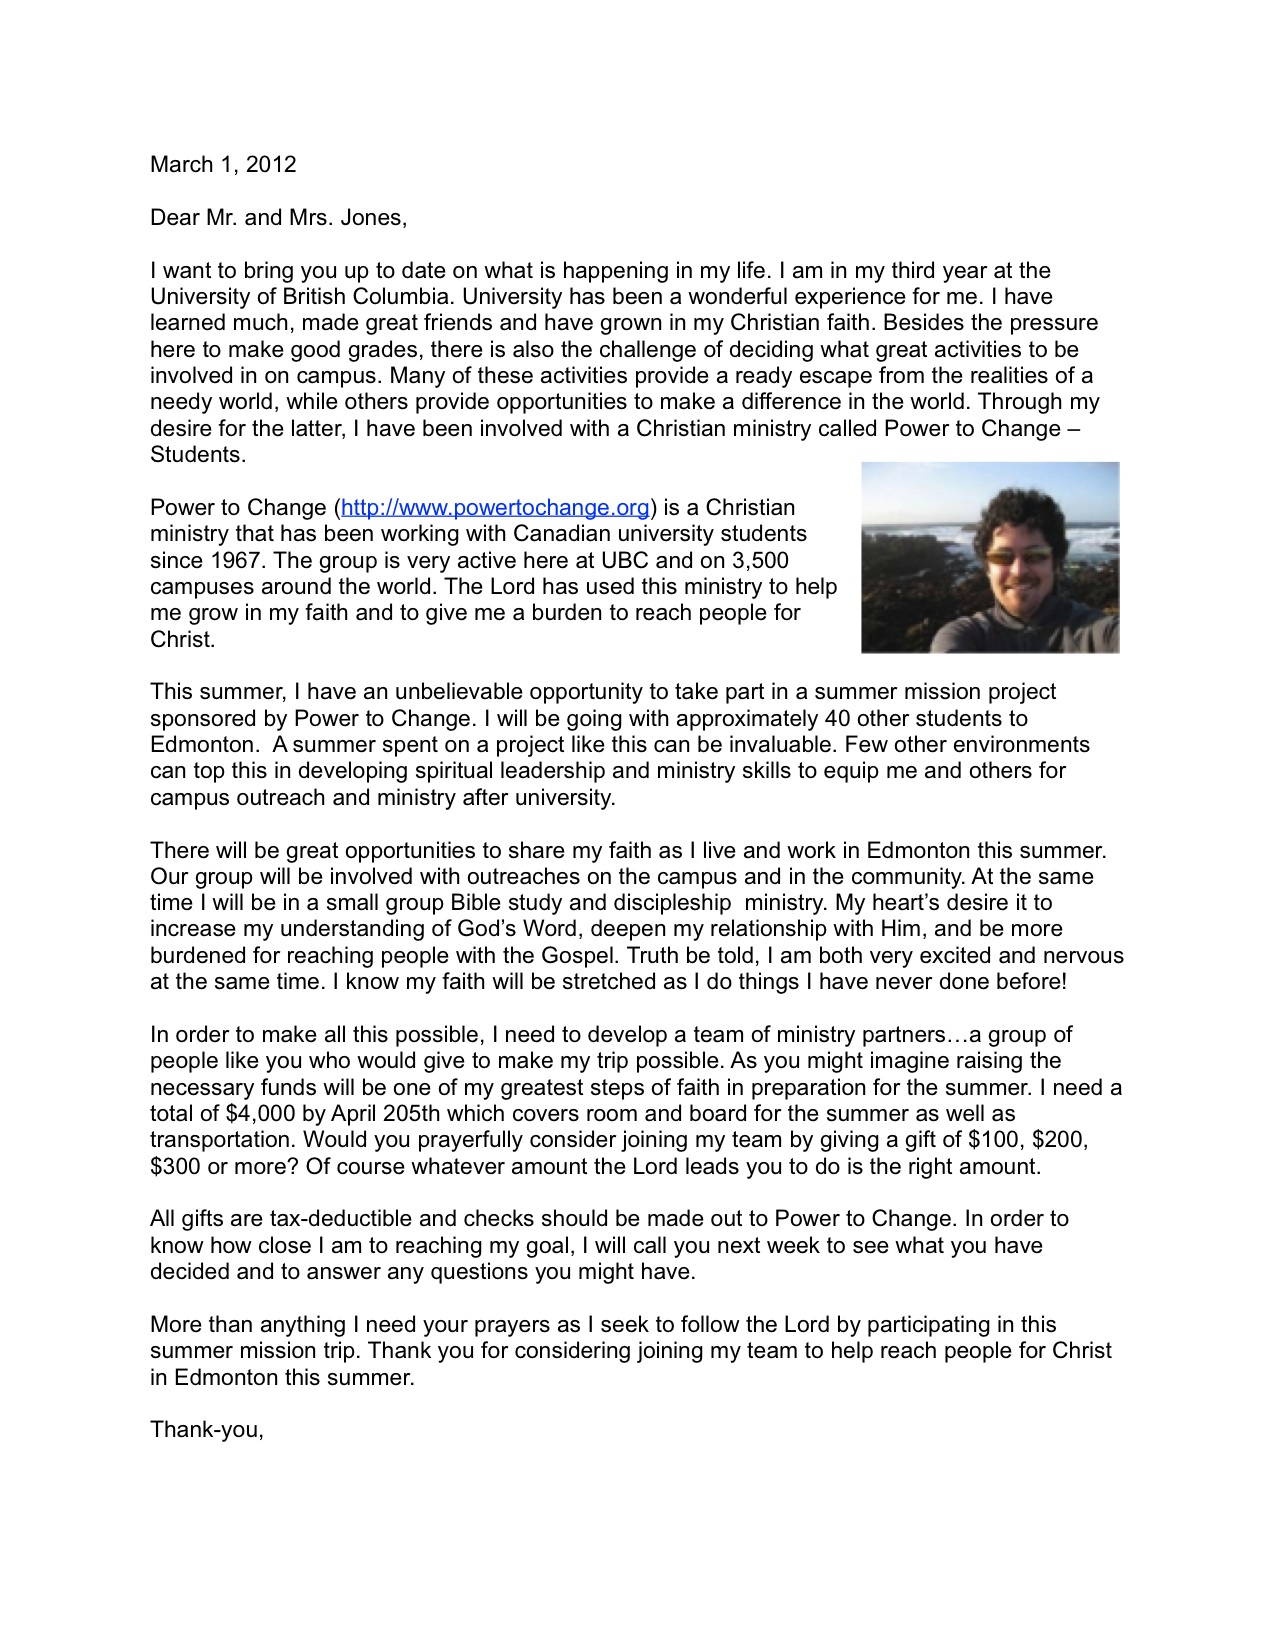 March 1, 2012
Dear Mr. and Mrs. Jones,
I want to bring you up to date on what is happening in my life. I am in my third year at the
University of British Columbia. University has been a wonderful experience for me. I have
learned much, made great friends and have grown in my Christian faith. Besides the pressure
here to make good grades, there is also the challenge of deciding what great activities to be
involved in on campus. Many of these activities provide a ready escape from the realities of a
needy world, while others provide opportunities to make a difference in the world. Through my
desire for the latter, I have been involved with a Christian ministry called Power to Change –
Students.
Power to Change (http://www.powertochange.org) is a Christian
ministry that has been working with Canadian university students
since 1967. The group is very active here at UBC and on 3,500
campuses around the world. The Lord has used this ministry to help
me grow in my faith and to give me a burden to reach people for
Christ.
This summer, I have an unbelievable opportunity to take part in a summer mission project
sponsored by Power to Change. I will be going with approximately 40 other students to
Edmonton.  A summer spent on a project like this can be invaluable. Few other environments
can top this in developing spiritual leadership and ministry skills to equip me and others for
campus outreach and ministry after university.
There will be great opportunities to share my faith as I live and work in Edmonton this summer.
Our group will be involved with outreaches on the campus and in the community. At the same
time I will be in a small group Bible study and discipleship  ministry. My heart’s desire it to
increase my understanding of God’s Word, deepen my relationship with Him, and be more
burdened for reaching people with the Gospel. Truth be told, I am both very excited and nervous
at the same time. I know my faith will be stretched as I do things I have never done before!
In order to make all this possible, I need to develop a team of ministry partners…a group of
people like you who would give to make my trip possible. As you might imagine raising the
necessary funds will be one of my greatest steps of faith in preparation for the summer. I need a
total of $4,000 by April 205th which covers room and board for the summer as well as
transportation. Would you prayerfully consider joining my team by giving a gift of $100, $200,
$300 or more? Of course whatever amount the Lord leads you to do is the right amount.
All gifts are tax-deductible and checks should be made out to Power to Change. In order to
know how close I am to reaching my goal, I will call you next week to see what you have
decided and to answer any questions you might have.
More than anything I need your prayers as I seek to follow the Lord by participating in this
summer mission trip. Thank you for considering joining my team to help reach people for Christ
in Edmonton this summer.
Thank-you,